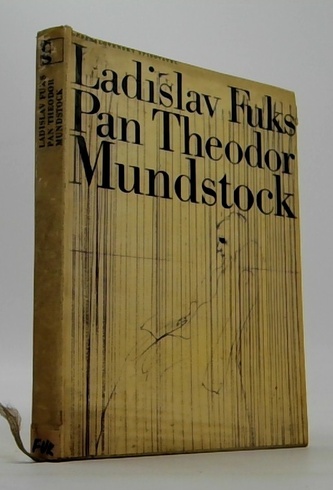 Ladislav Fuks
Pan Theodor
Mundstock
LADISLAV FUKS
PAN THEODOR
MUNDSTOCK